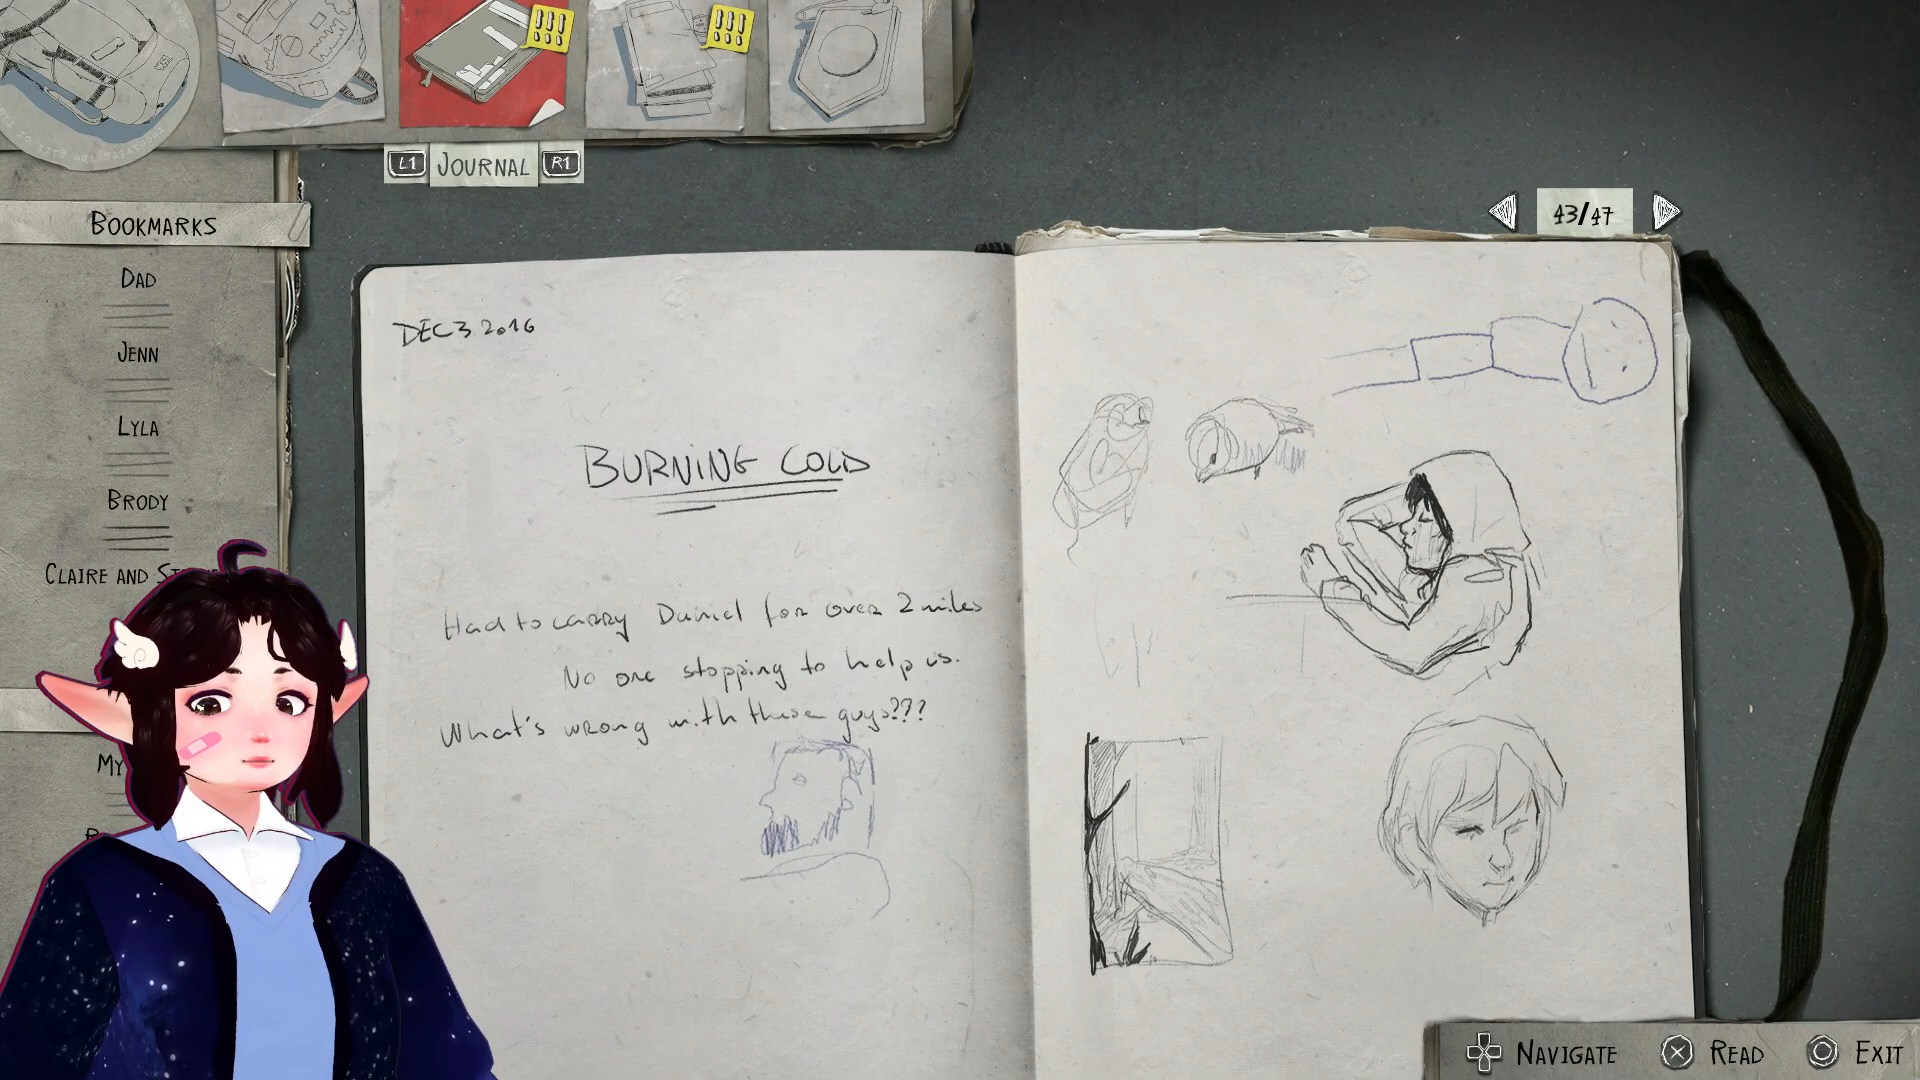 L1 JOURNAL R1
BOOKMARKS
DAD
JENN
LYLA
BRODY
CLAIRE AND
MY
43/47
DEC 3 2016
BURNING COLD
Had to carry Daniel for over 2 miles
No one stopping to help us.
What's wrong with these guys???
NAVIGATE
READ
EXIT